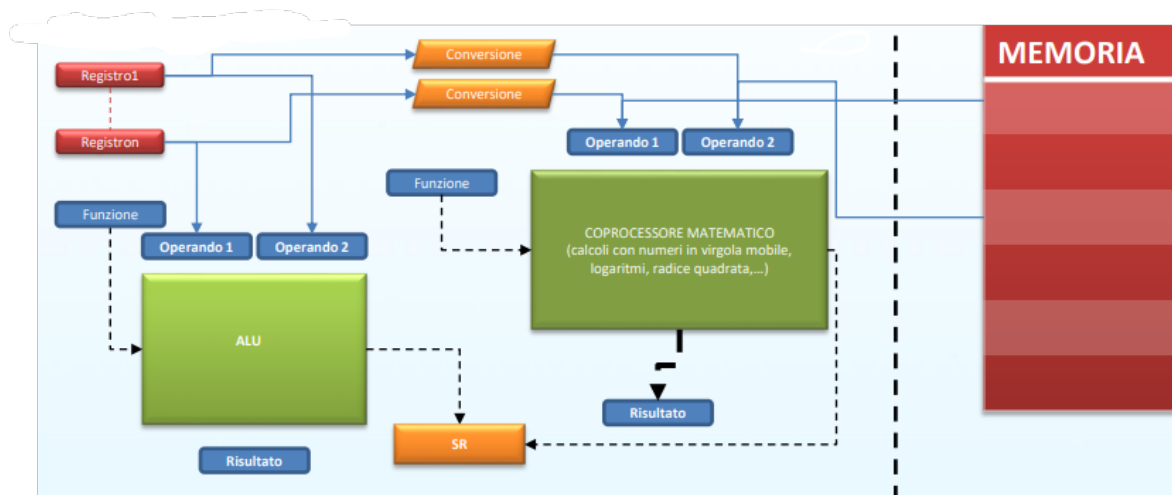 Conversione
MEMORIA
Registro1
Conversione
Registron
Operando 1
Operando 2
Funzione
Funzione
Operando 1
Operando 2
COPROCESSORE MATEMATICO
(calcoli con numeri in virgola mobile,
logaritmi, radice quadrata,...)
ALU
Risultato
SR
Risultato